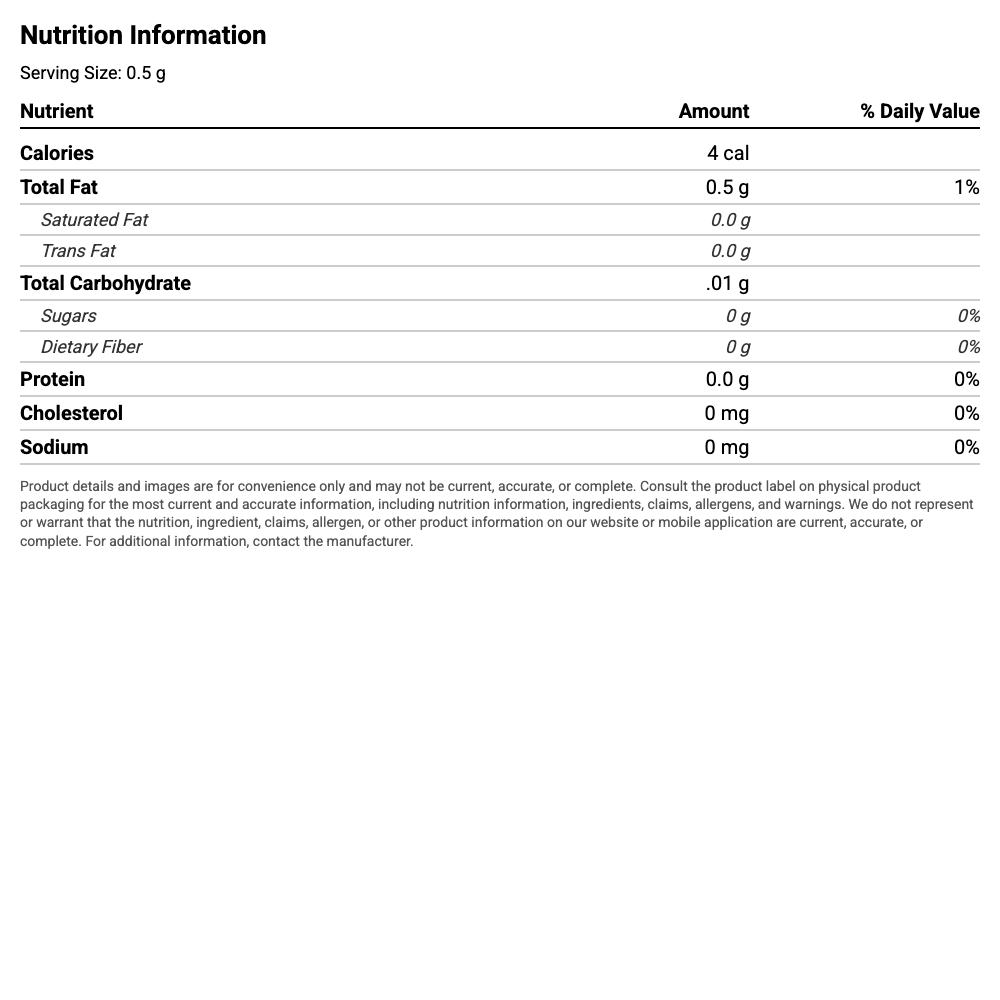 Nutrition Information
Serving Size: 0.5 g
Nutrient Amount % Daily Value
Calories 4 cal
Total Fat 0.5 g 1%
Saturated Fat 0.0 g
Trans Fat 0.0 g
Total Carbohydrate .01 g
Sugars 0 g 0%
Dietary Fiber 0 g 0%
Protein 0.0 g 0%
Cholesterol 0 mg 0%
Sodium 0 mg 0%
Product details and images are for convenience only and may not be current, accurate, or complete. Consult the product label on physical product
packaging for the most current and accurate information, including nutrition information, ingredients, claims, allergens, and warnings. We do not represent
or warrant that the nutrition, ingredient, claims, allergen, or other product information on our website or mobile application are current, accurate, or
complete. For additional information, contact the manufacturer.